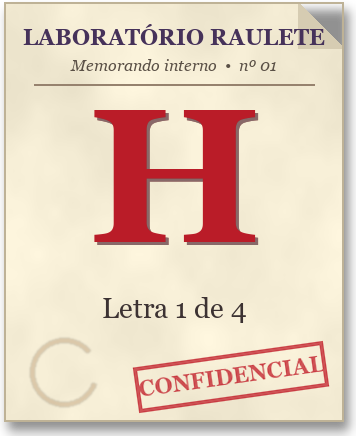 LABORATÓRIO RAULETE
Memorando interno • nº 01
H
Letra 1 de 4
CONFIDENCIAL